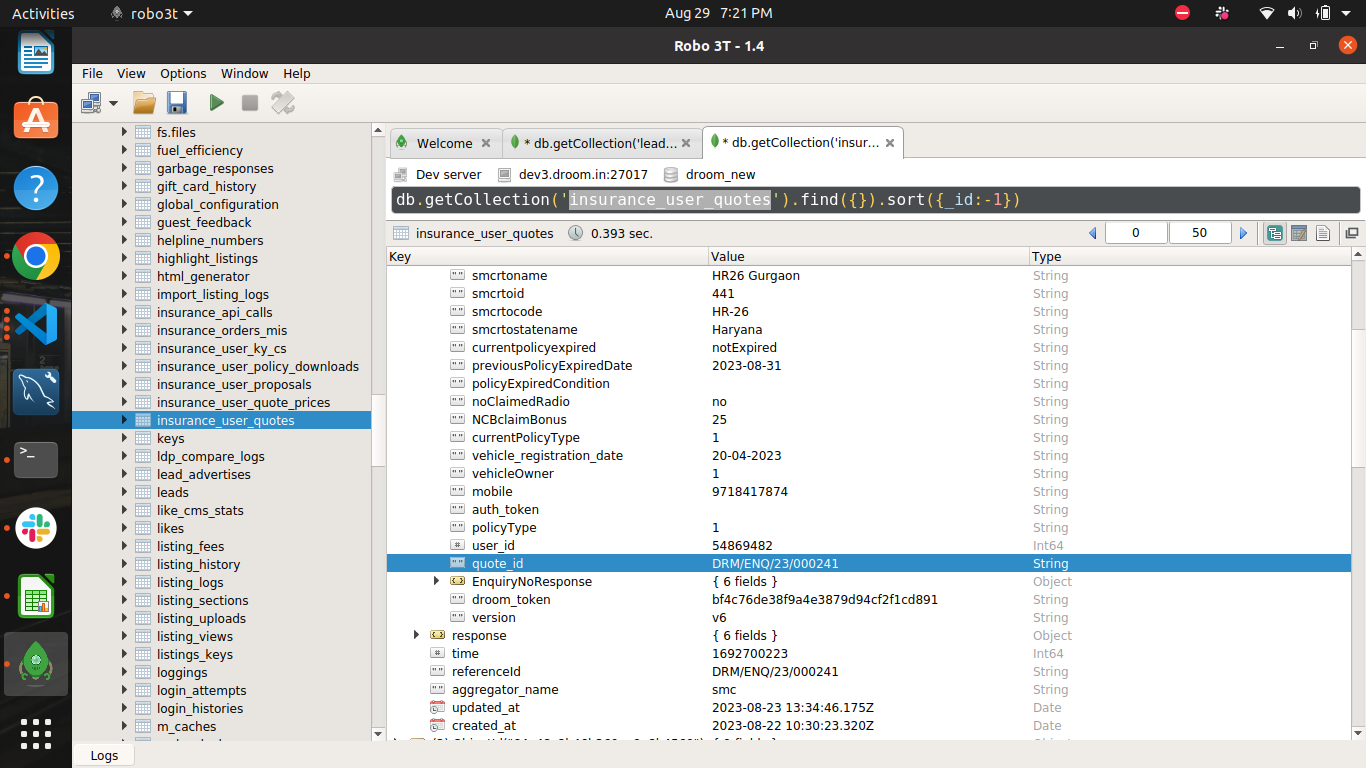 Activities robo3t Aug 29 7:21 PM
Robo 3T - 1.4
File View Options Window Help
fs.files
fuel_efficiency
garbage_responses
gift_card_history
global_configuration
guest_feedback
helpline_numbers
highlight_listings
html_generator
import_listing_logs
insurance_api_calls
insurance_orders_mis
insurance_user_ky_cs
insurance_user_policy_downloads
insurance_user_proposals
insurance_user_quote_prices
insurance_user_quotes
keys
ldp_compare_logs
lead_advertises
leads
like_cms_stats
likes
listing_fees
listing_history
listing_logs
listing_sections
listing_uploads
listing_views
listings_keys
loggings
login_attempts
login_histories
m_caches
Welcome * db.getCollection('lead... * db.getCollection('insur...
Dev server dev3.droom.in:27017 droom_new
db.getCollection('insurance_user_quotes').find({}).sort({_id:-1})
insurance_user_quotes 0.393 sec. 0 50
Key Value Type
smcrtoname HR26 Gurgaon String
smcrtoid 441 String
smcrtocode HR-26 String
smcrtostatename Haryana String
currentpolicyexpired notExpired String
previousPolicyExpiredDate 2023-08-31 String
policyExpiredCondition String
noClaimedRadio no String
NCBclaimBonus 25 String
currentPolicyType 1 String
vehicle_registration_date 20-04-2023 String
vehicleOwner 1 String
mobile 9718417874 String
auth_token String
policyType 1 String
user_id 54869482 Int64
quote_id DRM/ENQ/23/000241 String
EnquiryNoResponse { 6 fields } Object
droom_token bf4c76de38f9a4e3879d94cf2f1cd891 String
version v6 String
response { 6 fields } Object
time 1692700223 Int64
referenceId DRM/ENQ/23/000241 String
aggregator_name smc String
updated_at 2023-08-23 13:34:46.175Z Date
created_at 2023-08-22 10:30:23.320Z Date
Logs